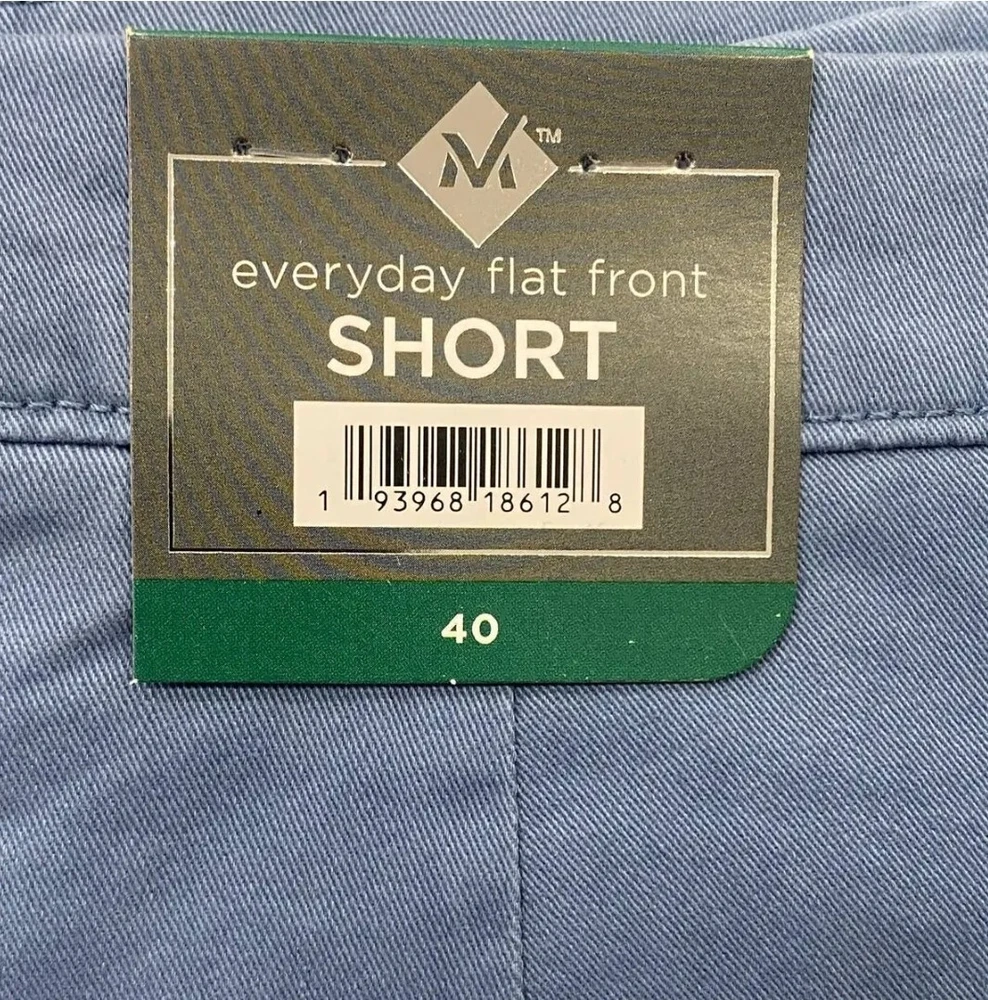 M™
everyday flat front
SHORT
1 93968 18612 8
40